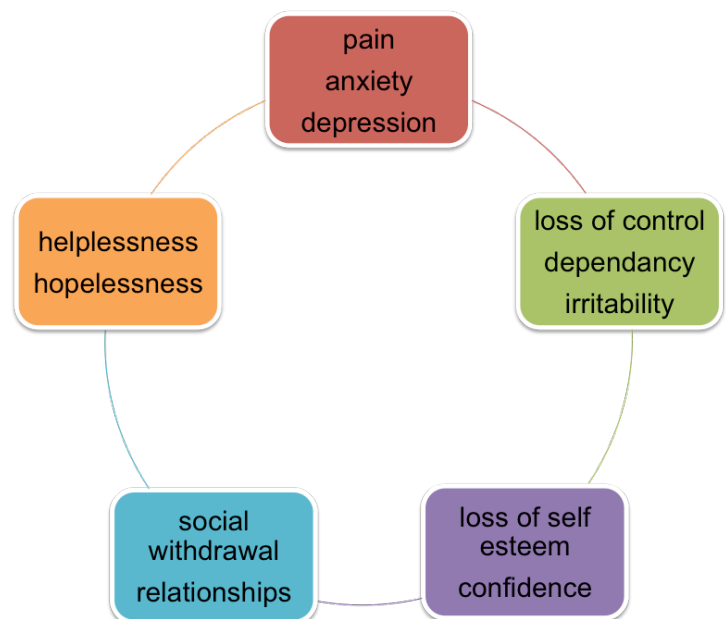 pain
anxiety
depression
loss of control
dependancy
irritability
loss of self
esteem
confidence
social
withdrawal
relationships
helplessness
hopelessness